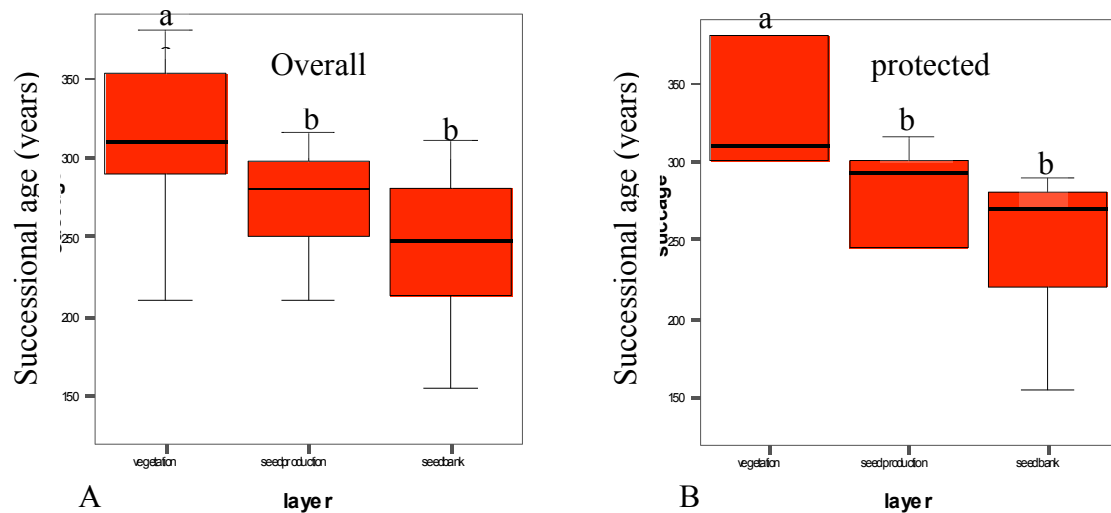 a
Overall
b
b
Successional age (years)
350
300
250
200
150
vegetation
seedproduction
seedbank
layer
A
a
protected
b
b
Successional age (years)
succage
350
300
250
200
150
vegetation
seedproduction
seedbank
layer
B